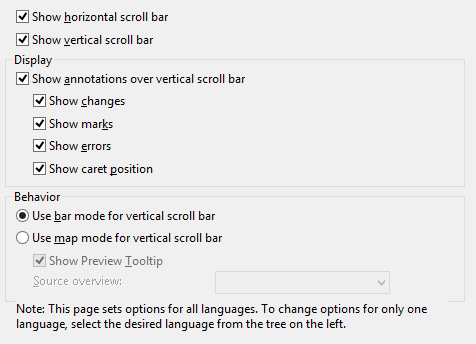 Show horizontal scroll bar
Show vertical scroll bar
Display
Show annotations over vertical scroll bar
Show changes
Show marks
Show errors
Show caret position
Behavior
Use bar mode for vertical scroll bar
Use map mode for vertical scroll bar
Show Preview Tooltip
Source overview:
Note: This page sets options for all languages. To change options for only one
language, select the desired language from the tree on the left.